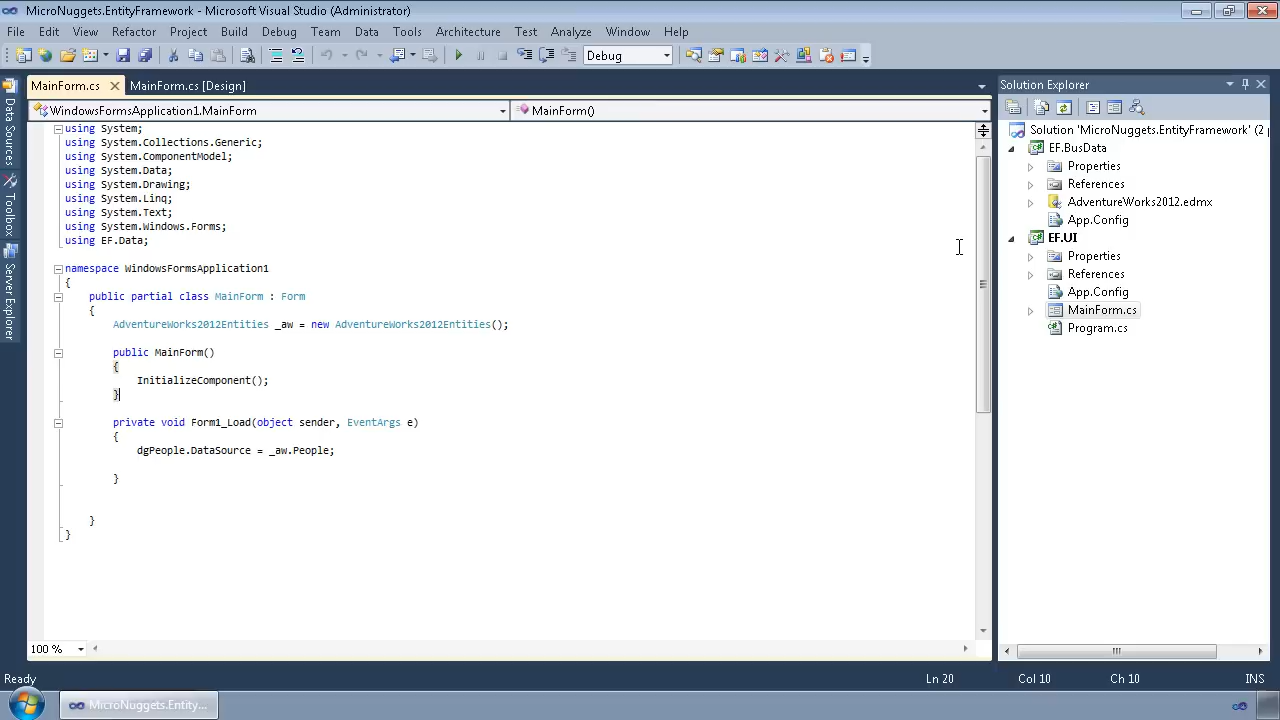 MicroNuggets.EntityFramework - Microsoft Visual Studio (Administrator)
File Edit View Refactor Project Build Debug Team Data Tools Architecture Test Analyze Window Help
Debug
MainForm.cs MainForm.cs [Design]
WindowsFormsApplication1.MainForm MainForm()
using System;
using System.Collections.Generic;
using System.ComponentModel;
using System.Data;
using System.Drawing;
using System.Linq;
using System.Text;
using System.Windows.Forms;
using EF.Data;
namespace WindowsFormsApplication1
{
public partial class MainForm : Form
{
AdventureWorks2012Entities _aw = new AdventureWorks2012Entities();
public MainForm()
{
InitializeComponent();
}
private void Form1_Load(object sender, EventArgs e)
{
dgPeople.DataSource = _aw.People;
}
}
}
100 %
Data Sources
Toolbox
Server Explorer
Solution Explorer
Solution 'MicroNuggets.EntityFramework' (2 p
EF.BusData
Properties
References
AdventureWorks2012.edmx
App.Config
EF.UI
Properties
References
App.Config
MainForm.cs
Program.cs
Ready Ln 20 Col 10 Ch 10 INS
MicroNuggets.Entity...